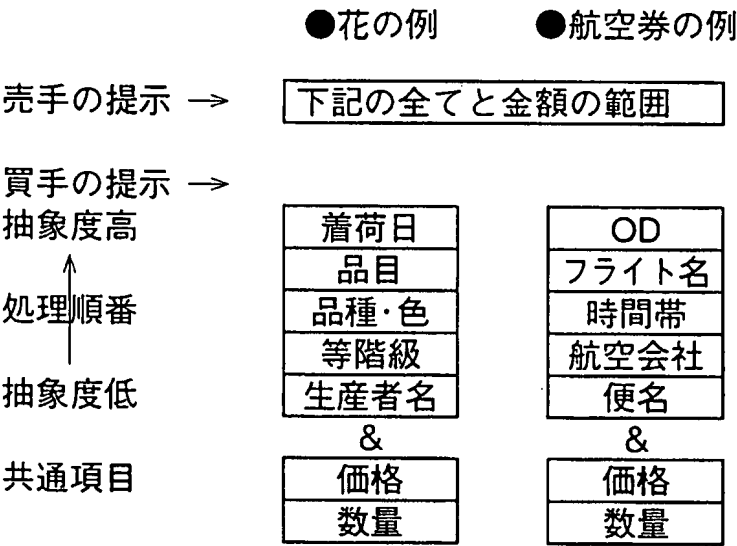 ●花の例 ●航空券の例
売手の提示 → 下記の全てと金額の範囲
買手の提示 →
抽象度高 着荷日 OD
品目 フライト名
処理順番 品種・色 時間帯
等階級 航空会社
抽象度低 生産者名 便名
& &
共通項目 価格 価格
数量 数量